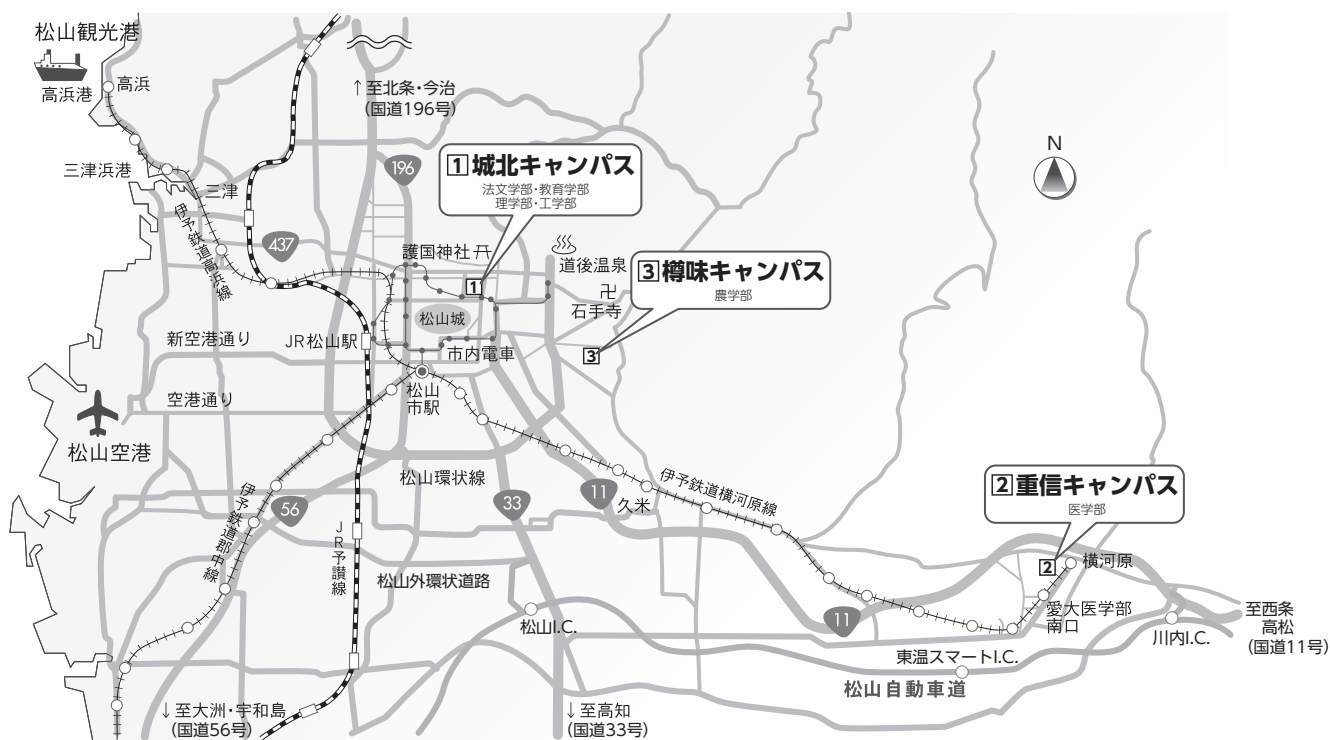 松山観光港
高浜
高浜港
↑至北条・今治
(国道196号)
N
196
1 城北キャンパス
法文学部・教育学部
理学部・工学部
三津浜港
三津
伊予鉄道高浜線
437
護国神社
道後温泉
3 樽味キャンパス
農学部
1
卍
石手寺
松山城
新空港通り
JR松山駅
市内電車
3
松山
市駅
空港通り
松山空港
松山環状線
伊予鉄道横河原線
2 重信キャンパス
医学部
伊予鉄道郡中線
56
33
11
久米
JR予讃線
松山外環状道路
2
横河原
愛大医学部
南口
11
松山I.C.
至西条
高松
(国道11号)
川内I.C.
東温スマートI.C.
松山自動車道
↓至大洲・宇和島
(国道56号)
↓至高知
(国道33号)